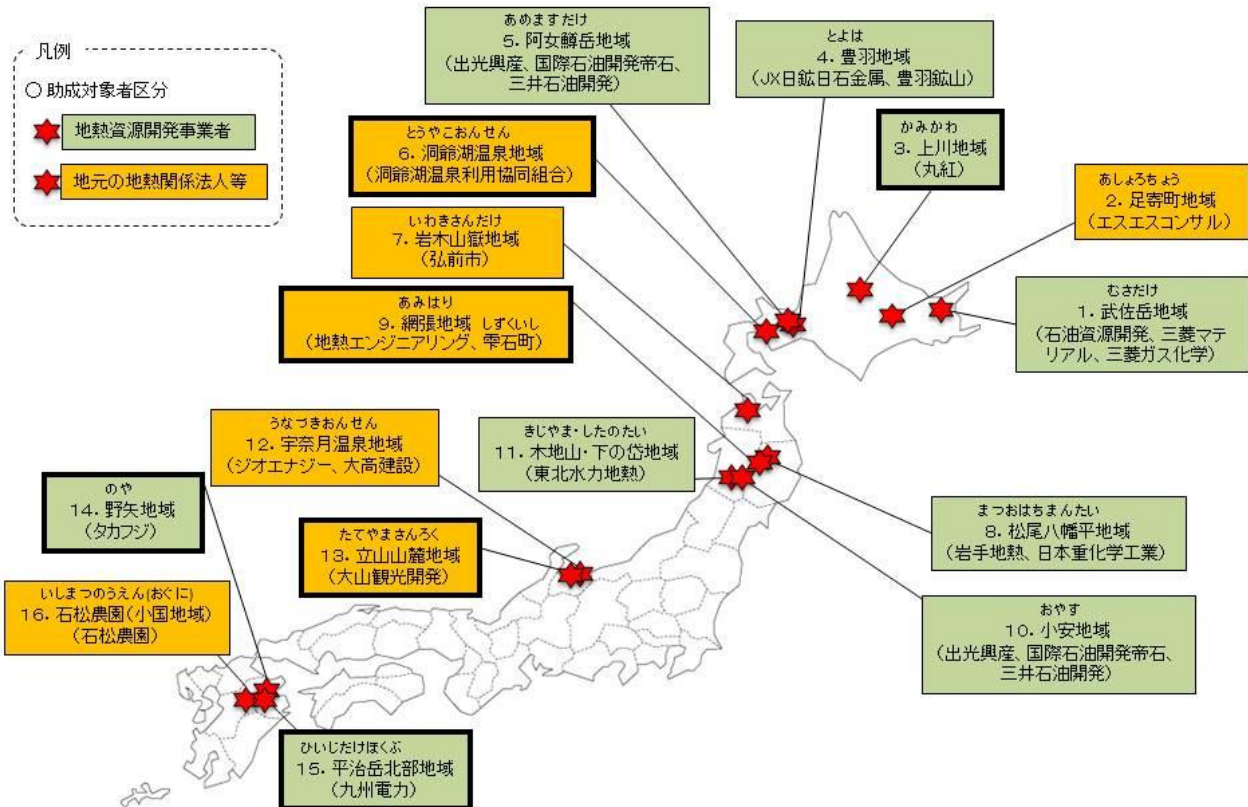 凡例
○助成対象者区分
地熱資源開発事業者
地元の地熱関係法人等
あめますだけ
5．阿女鱒岳地域
（出光興産、国際石油開発帝石、
三井石油開発）
とよは
4．豊羽地域
（JX日鉱日石金属、豊羽鉱山）
とうやこおんせん
6．洞爺湖温泉地域
（洞爺湖温泉利用協同組合）
かみかわ
3．上川地域
（丸紅）
あしょろちょう
2．足寄町地域
（エスエスコンサル）
いわきさんだけ
7．岩木山嶽地域
（弘前市）
むさだけ
1．武佐岳地域
（石油資源開発、三菱マテ
リアル、三菱ガス化学）
あみはり
9．網張地域 しずくいし
（地熱エンジニアリング、雫石町）
うなづきおんせん
12．宇奈月温泉地域
（ジオエナジー、大高建設）
きじやま・したのたい
11．木地山・下の岱地域
（東北水力地熱）
のや
14．野矢地域
（タカフジ）
まつおはちまんたい
8．松尾八幡平地域
（岩手地熱、日本重化学工業）
たてやまさんろく
13．立山山麓地域
（大山観光開発）
いしまつのうえん(おぐに)
16．石松農園（小国地域）
（石松農園）
おやす
10．小安地域
（出光興産、国際石油開発帝石、
三井石油開発）
ひいじだけほくぶ
15．平治岳北部地域
（九州電力）